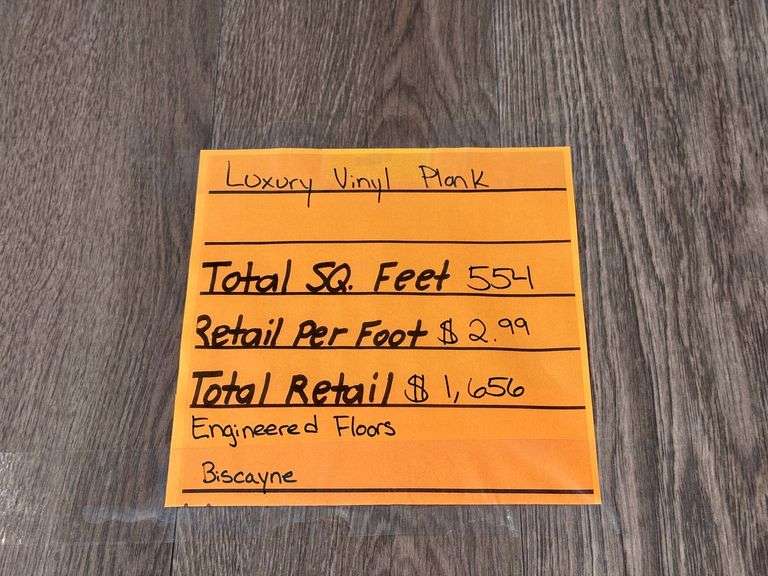 Luxury Vinyl Plank
Total SQ. Feet 554
Retail Per Foot $ 2.99
Total Retail $ 1,656
Engineered Floors
Biscayne